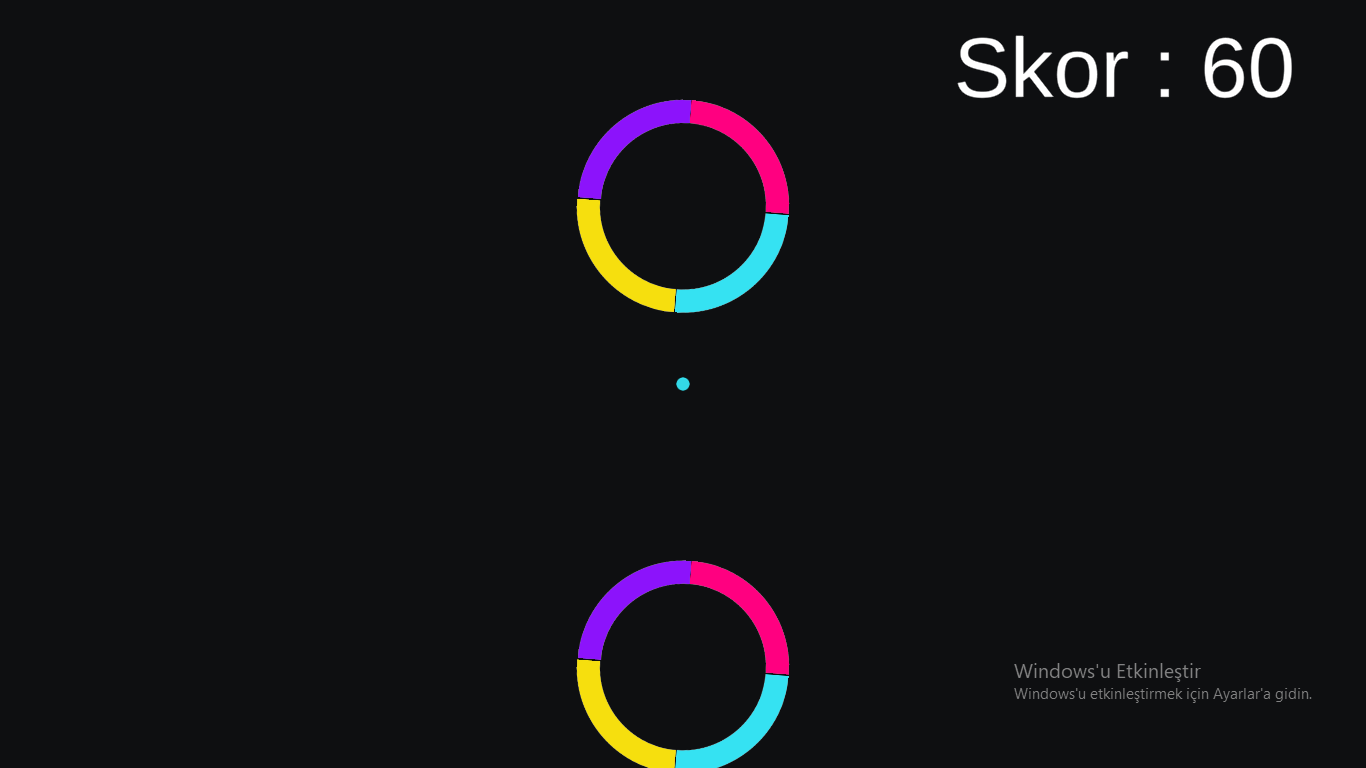 Skor : 60
Windows'u Etkinleştir
Windows'u etkinleştirmek için Ayarlar'a gidin.